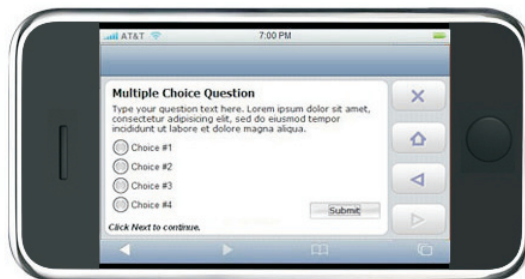 AT&T
7:00 PM
Multiple Choice Question
Type your question text here. Lorem ipsum dolor sit amet,
consectetur adipisicing elit, sed do eiusmod tempor
incididunt ut labore et dolore magna aliqua.
Choice #1
Choice #2
Choice #3
Choice #4
Submit
Click Next to continue.